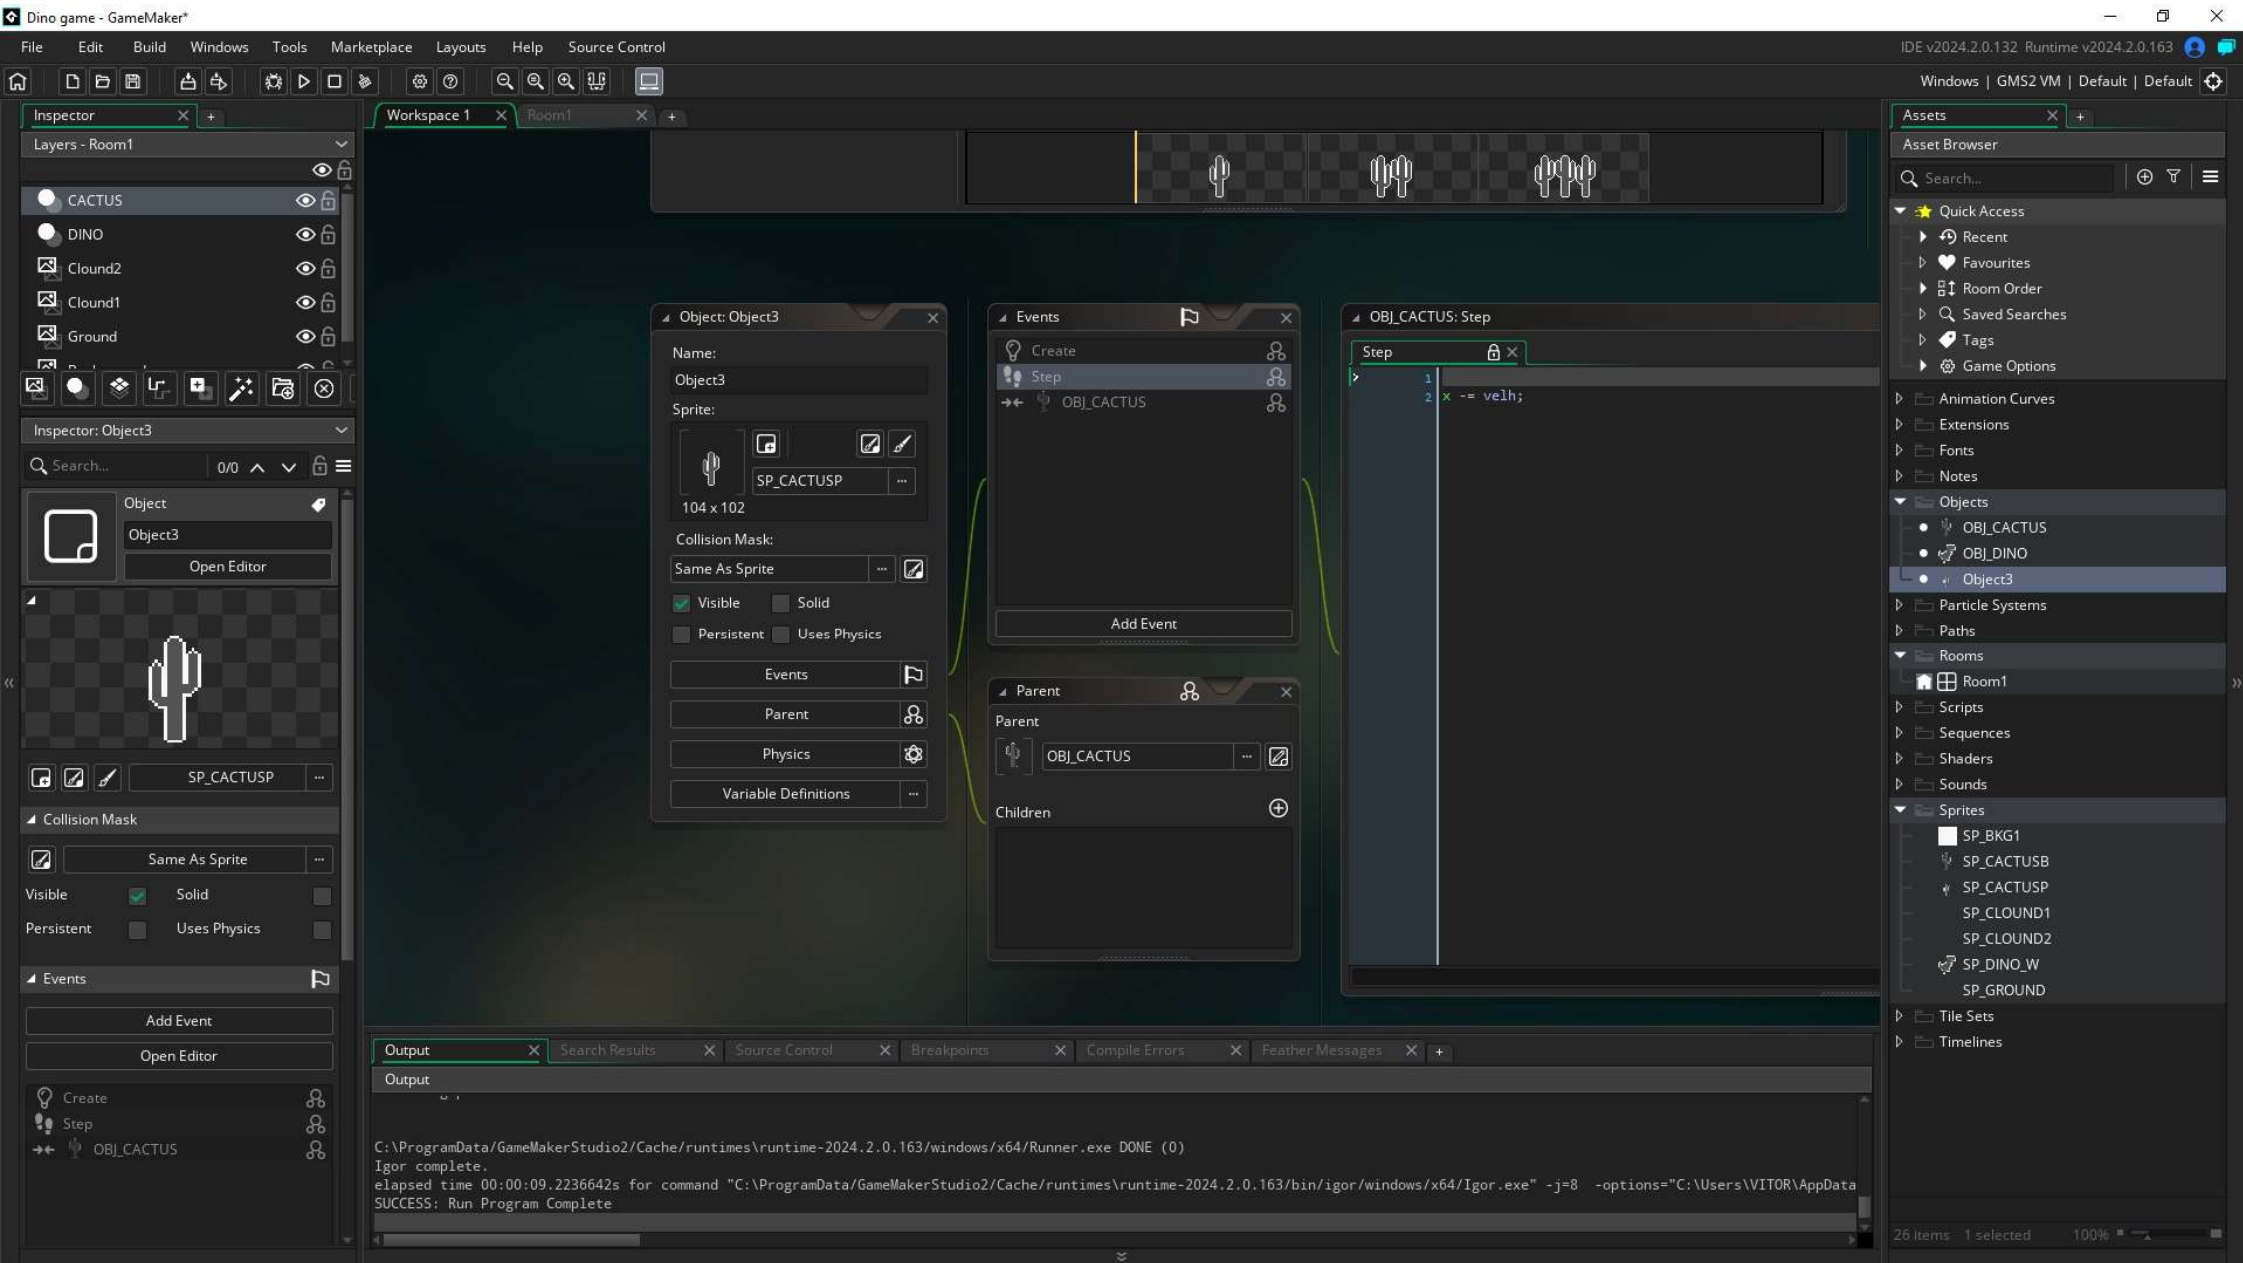 Dino game - GameMaker*
File Edit Build Windows Tools Marketplace Layouts Help Source Control
IDE v2024.2.0.132 Runtime v2024.2.0.163
Windows | GMS2 VM | Default | Default
Inspector
Layers - Room1
CACTUS
DINO
Clound2
Clound1
Ground
Inspector: Object3
Search... 0/0
Object
Object3
Open Editor
SP_CACTUSP
Collision Mask
Same As Sprite
Visible Solid
Persistent Uses Physics
Events
Add Event
Open Editor
Create
Step
OBJ_CACTUS
Workspace 1 Room1
Object: Object3
Name:
Object3
Sprite:
SP_CACTUSP
104 x 102
Collision Mask:
Same As Sprite
Visible Solid
Persistent Uses Physics
Events
Parent
Physics
Variable Definitions
Events
Create
Step
OBJ_CACTUS
Add Event
Parent
Parent
OBJ_CACTUS
Children
OBJ_CACTUS: Step
Step
1
2 x -= velh;
Output Search Results Source Control Breakpoints Compile Errors Feather Messages
Output
C:\ProgramData/GameMakerStudio2/Cache/runtimes\runtime-2024.2.0.163/windows/x64/Runner.exe DONE (0)
Igor complete.
elapsed time 00:00:09.2236642s for command "C:\ProgramData/GameMakerStudio2/Cache/runtimes\runtime-2024.2.0.163/bin/igor/windows/x64/Igor.exe" -j=8 -options="C:\Users\VITOR\AppData
SUCCESS: Run Program Complete
Assets
Asset Browser
Search...
Quick Access
Recent
Favourites
Room Order
Saved Searches
Tags
Game Options
Animation Curves
Extensions
Fonts
Notes
Objects
OBJ_CACTUS
OBJ_DINO
Object3
Particle Systems
Paths
Rooms
Room1
Scripts
Sequences
Shaders
Sounds
Sprites
SP_BKG1
SP_CACTUSB
SP_CACTUSP
SP_CLOUND1
SP_CLOUND2
SP_DINO_W
SP_GROUND
Tile Sets
Timelines
26 items 1 selected 100%